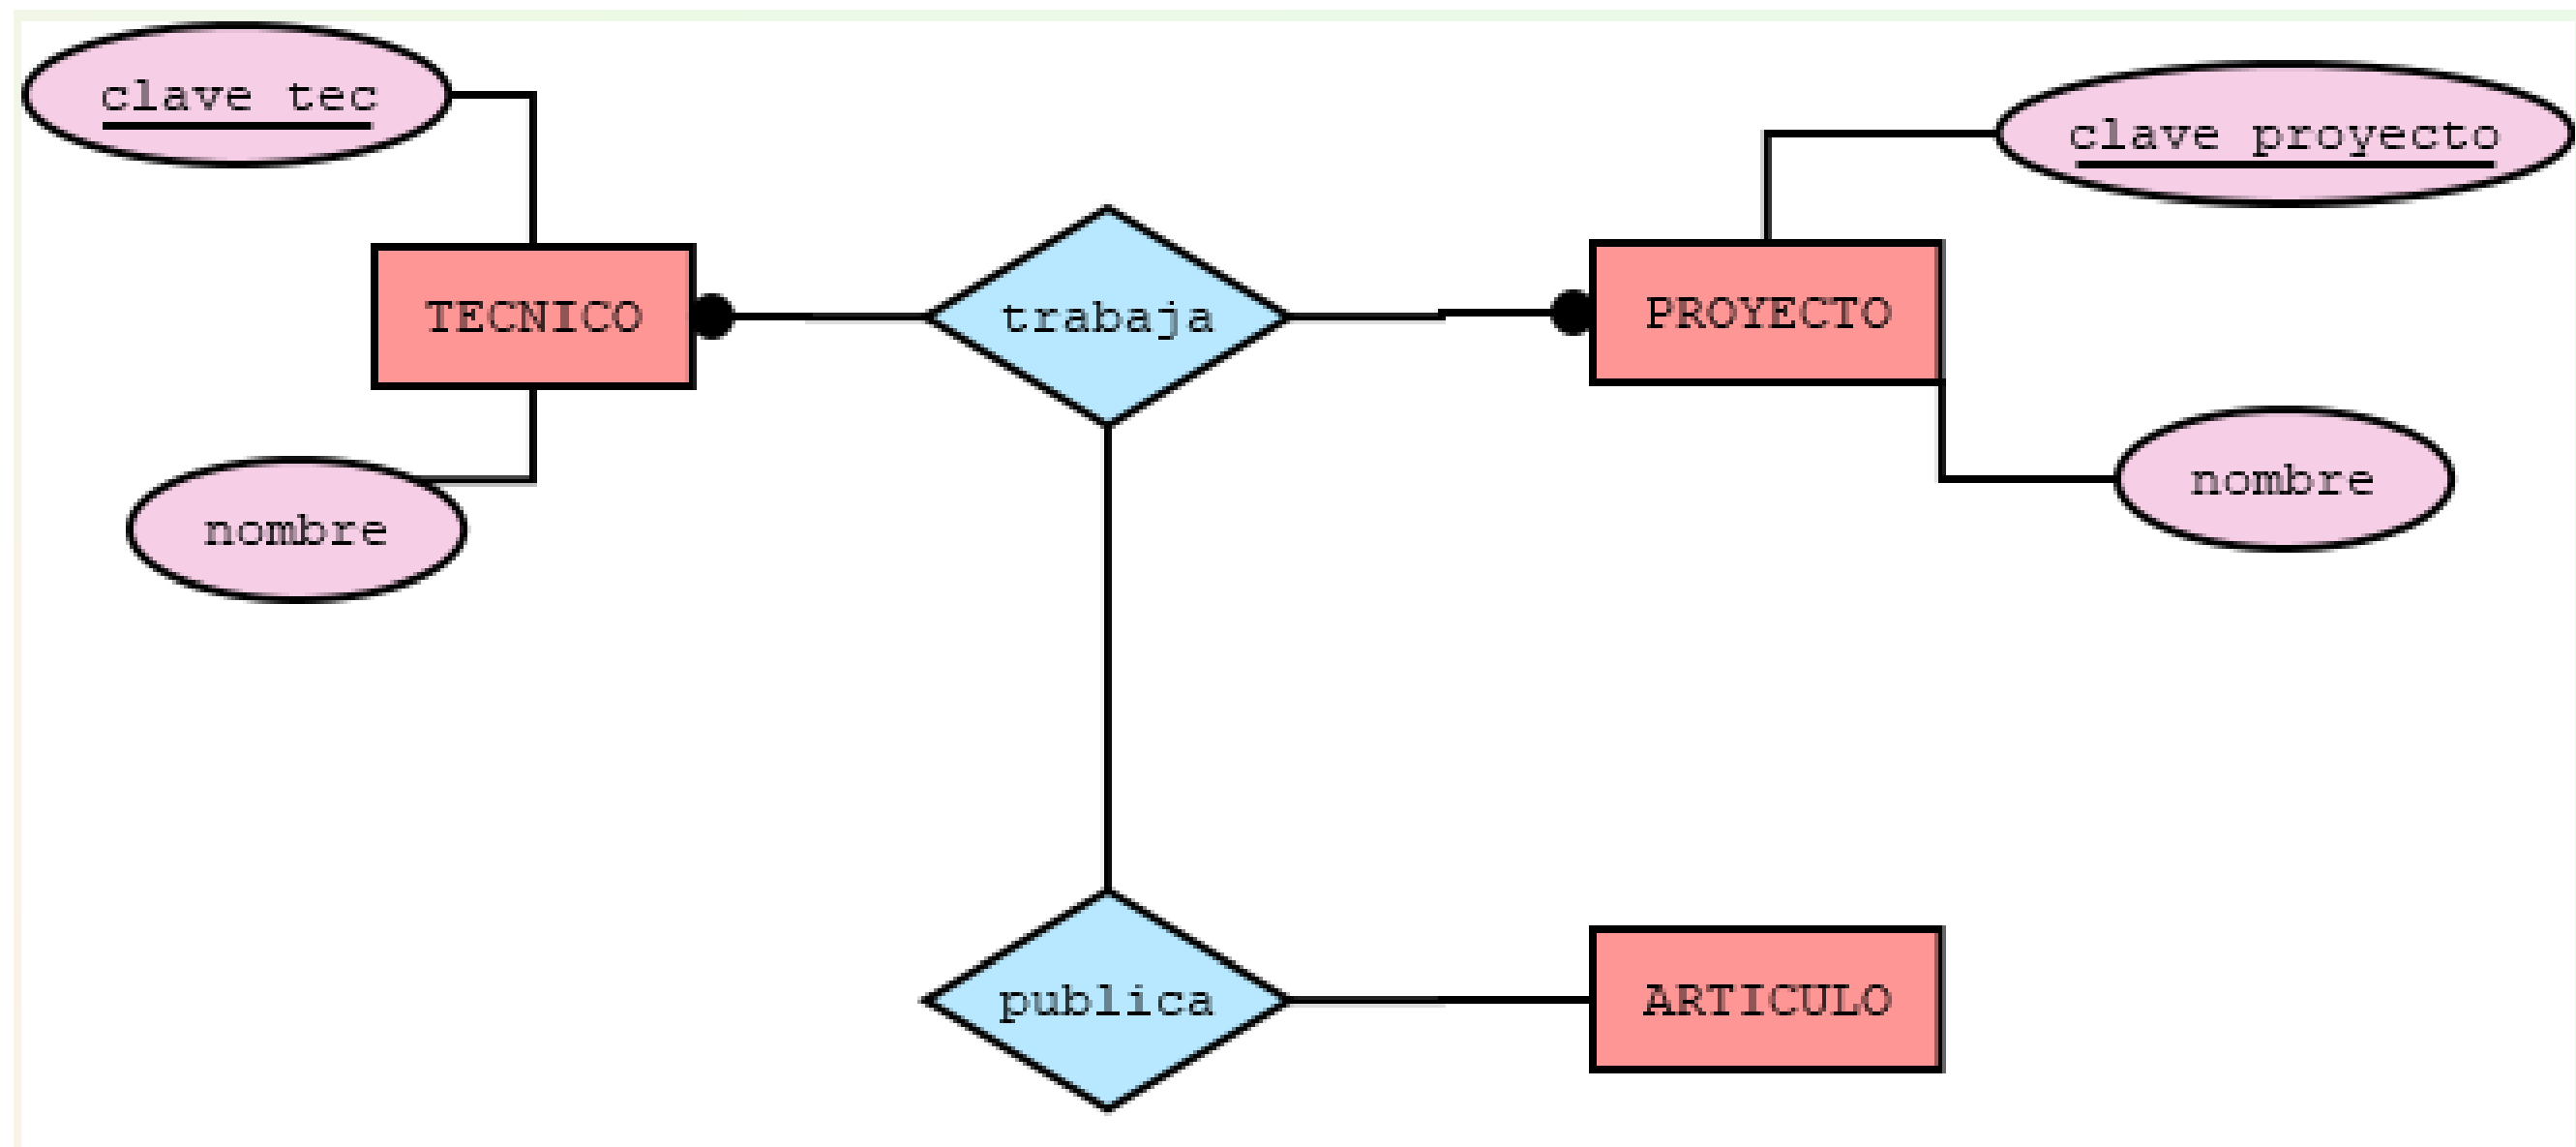 clave tec
clave proyecto
TECNICO
trabaja
PROYECTO
nombre
nombre
publica
ARTICULO